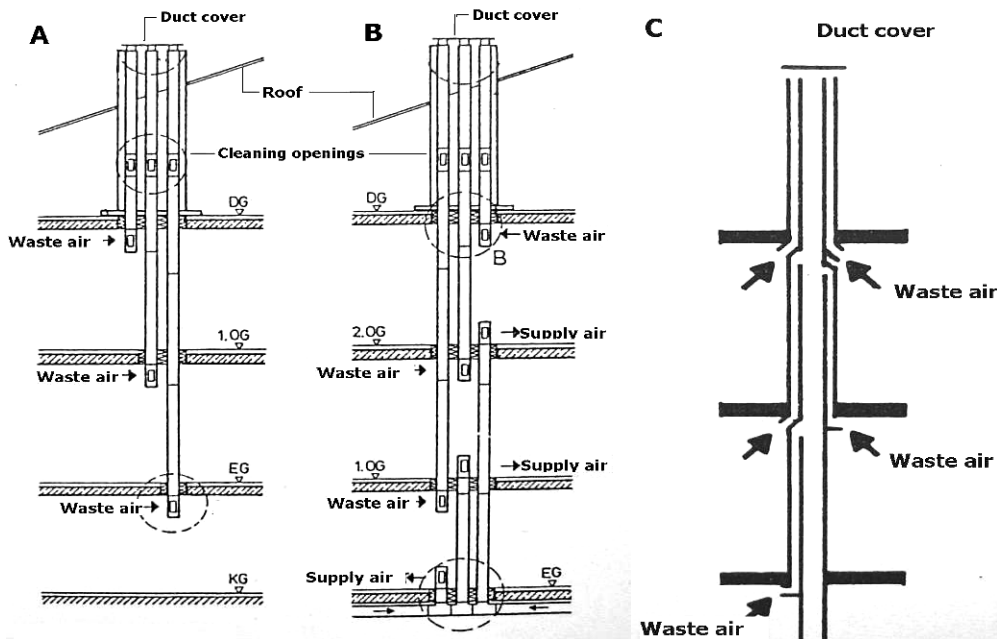 A
Duct cover
Roof
Cleaning openings
DG
Waste air
1.OG
Waste air
EG
Waste air
KG
B
Duct cover
DG
Waste air
B
2.OG
Supply air
Waste air
1.OG
Supply air
Waste air
Supply air
EG
C
Duct cover
Waste air
Waste air
Waste air